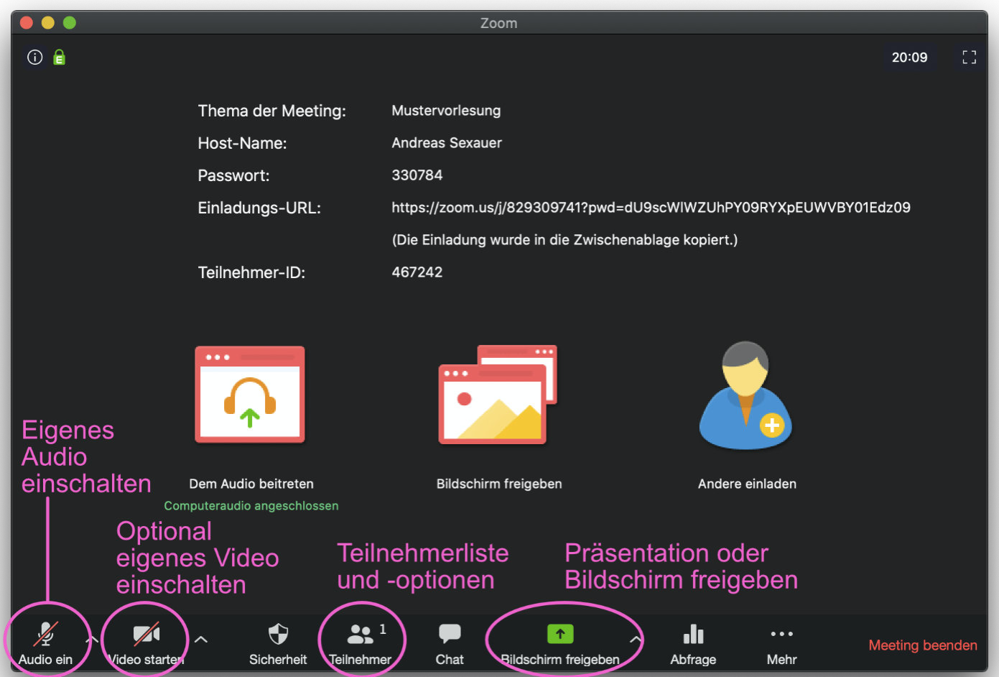 Zoom
20:09
Thema der Meeting: Mustervorlesung
Host-Name: Andreas Sexauer
Passwort: 330784
Einladungs-URL: https://zoom.us/j/829309741?pwd=dU9scWlWZUhPY09RYXpEUWVBY01Edz09
(Die Einladung wurde in die Zwischenablage kopiert.)
Teilnehmer-ID: 467242
Eigenes
Audio
einschalten
Dem Audio beitreten
Computeraudio angeschlossen
Bildschirm freigeben
Andere einladen
Optional
eigenes Video
einschalten
Teilnehmerliste
und -optionen
Präsentation oder
Bildschirm freigeben
Audio ein
Video starten
Sicherheit
1
Teilnehmer
Chat
Bildschirm freigeben
Abfrage
Mehr
Meeting beenden